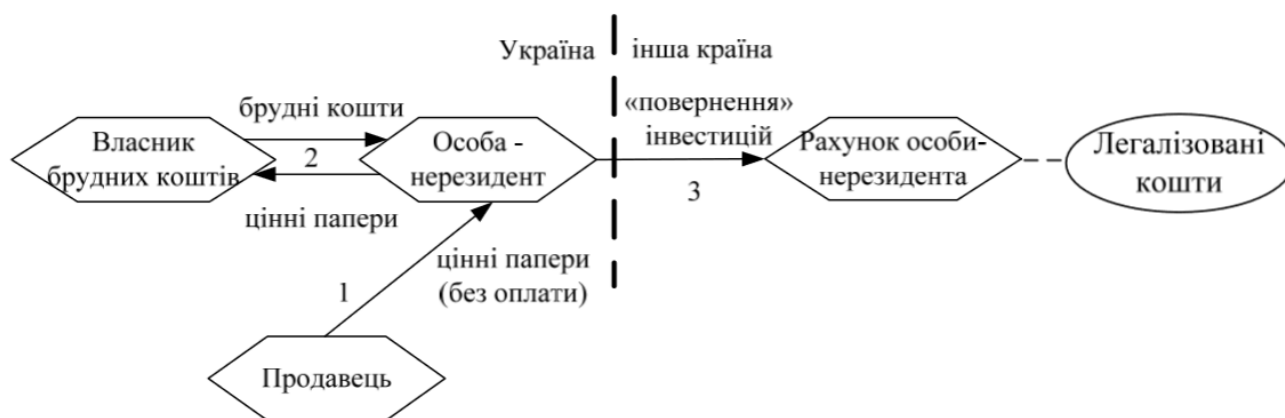 Україна
інша країна
брудні кошти
«повернення»
інвестицій
Власник
брудних коштів
2
Особа -
нерезидент
Рахунок особи-
нерезидента
Легалізовані
кошти
3
цінні папери
1
цінні папери
(без оплати)
Продавець